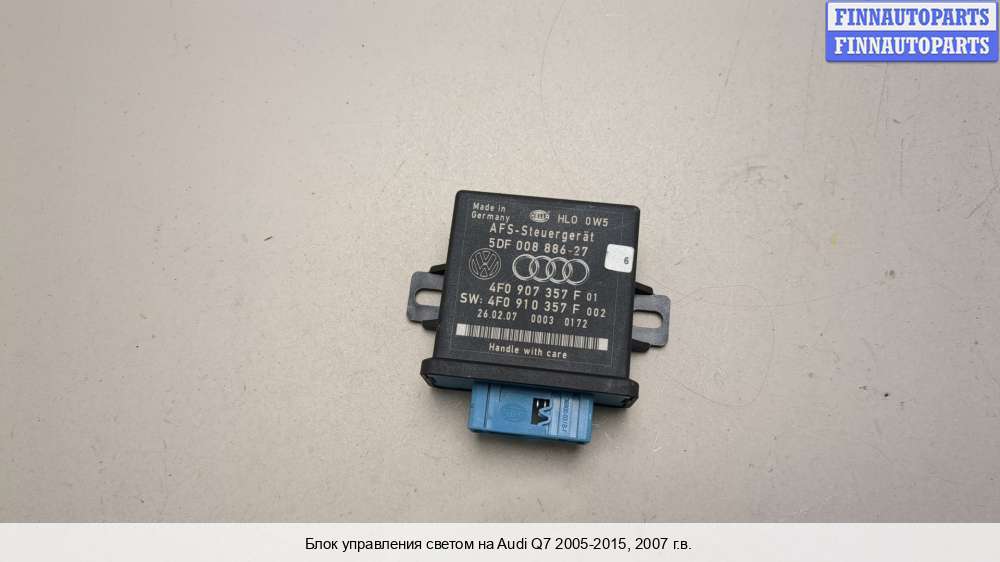 FINNAUTOPARTS
FINNAUTOPARTS
Made in
Germany
HLO 0W5
AFS-Steuergerät
5DF 008 886-27
6
4F0 907 357 F 01
SW: 4F0 910 357 F 002
26.02.07 0003 0172
Handle with care
Блок управления светом на Audi Q7 2005-2015, 2007 г.в.